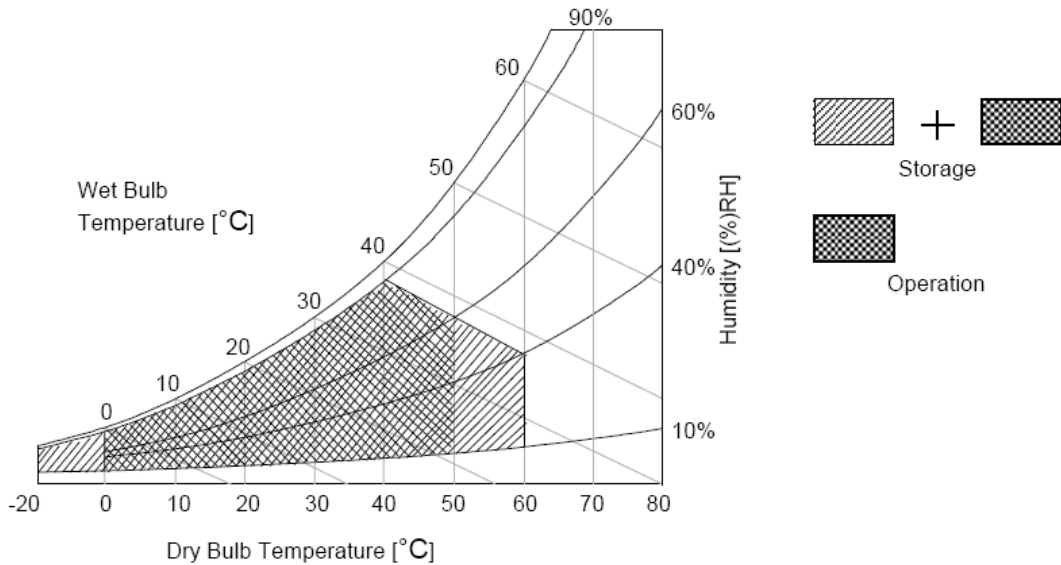 90%
60
60%
50
Wet Bulb
Temperature [°C]
Storage
Humidity [(%)RH]
40
40%
Operation
30
20
10
0
10%
-20 0 10 20 30 40 50 60 70 80
Dry Bulb Temperature [°C]